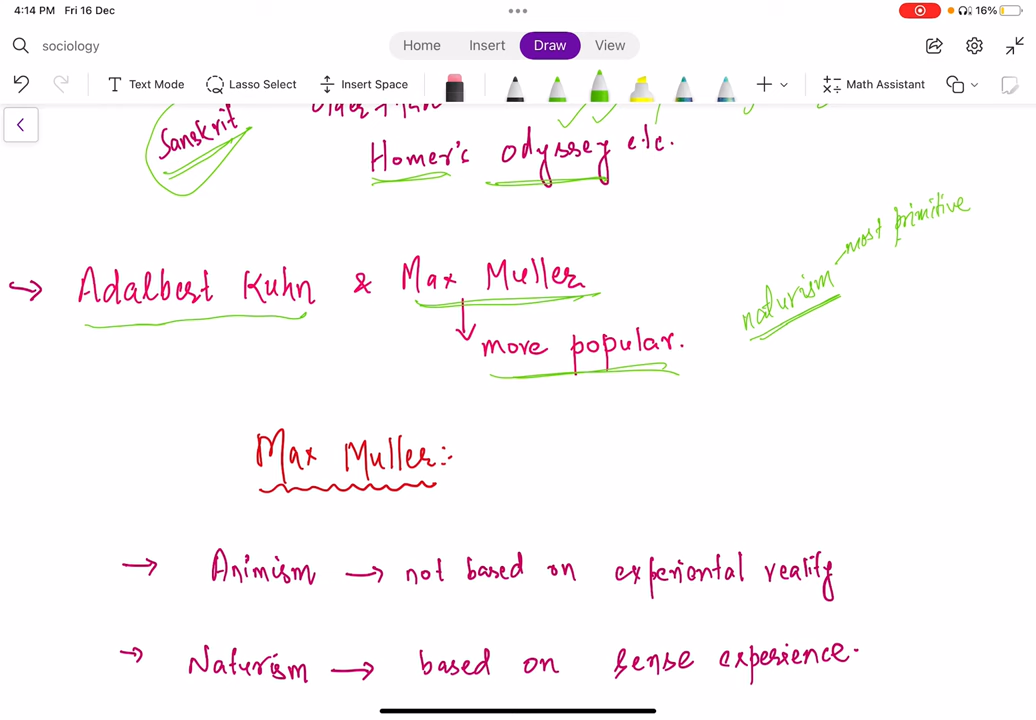 4:14 PM Fri 16 Dec 16%
sociology Home Insert Draw View
Text Mode Lasso Select Insert Space Math Assistant
Sanskrit
Homer's odyssey etc.
most primitive
naturism
→ Adalbert Kuhn & Max Muller
more popular.
Max Muller:-
→ Animism → not based on experiental reality
→ Naturism → based on sense experience.